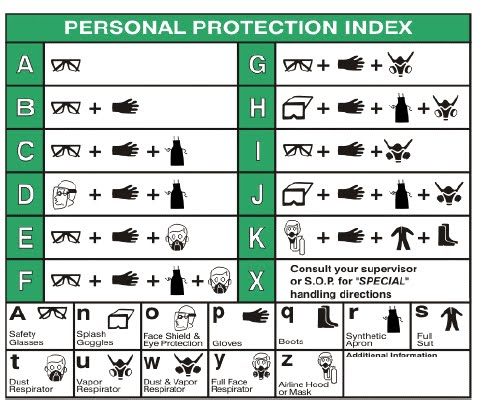 PERSONAL PROTECTION INDEX
A
G
B + 
H + + +
C + +
I + +
D + +
J + + +
E + +
K + + +
F + + +
X Consult your supervisor
or S.O.P. for "SPECIAL"
handling directions
A Safety
Glasses
n Splash
Goggles
o Face Shield &
Eye Protection
p Gloves
q Boots
r Synthetic
Apron
s Full
Suit
t Dust
Respirator
u Vapor
Respirator
w Dust & Vapor
Respirator
y Full Face
Respirator
z Airline Hood
or Mask
Additional Information